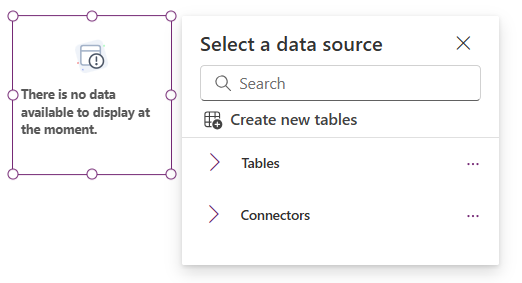 There is no data
available to display at
the moment.
Select a data source
Search
Create new tables
Tables
Connectors